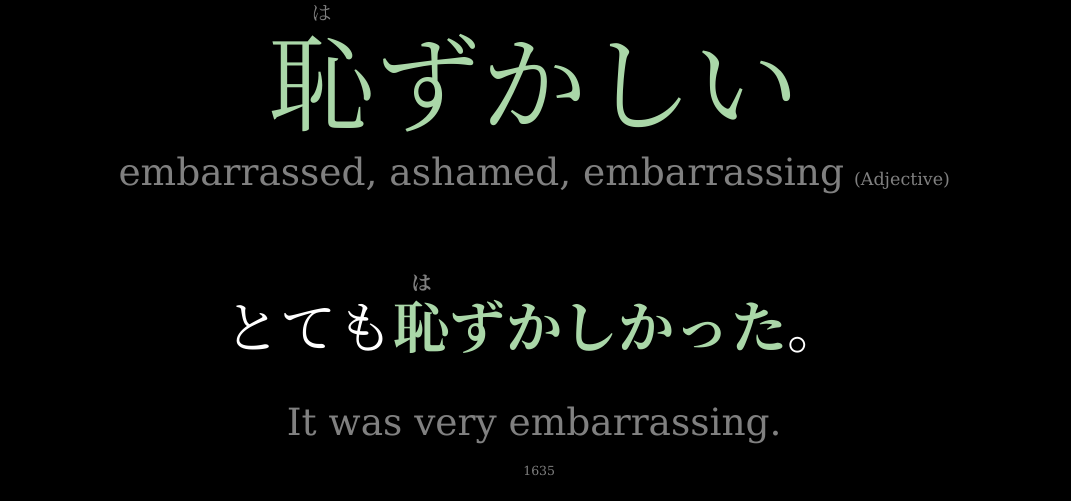 は
恥ずかしい
embarrassed, ashamed, embarrassing (Adjective)
は
とても恥ずかしかった。
It was very embarrassing.
1635